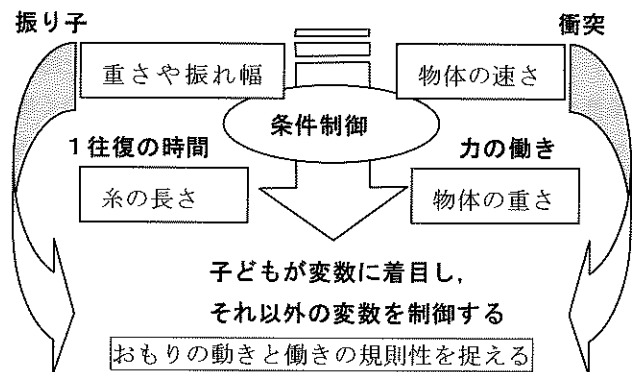 振り子
衝突
重さや振れ幅
物体の速さ
条件制御
1往復の時間
力の働き
糸の長さ
物体の重さ
子どもが変数に着目し,
それ以外の変数を制御する
おもりの動きと働きの規則性を捉える